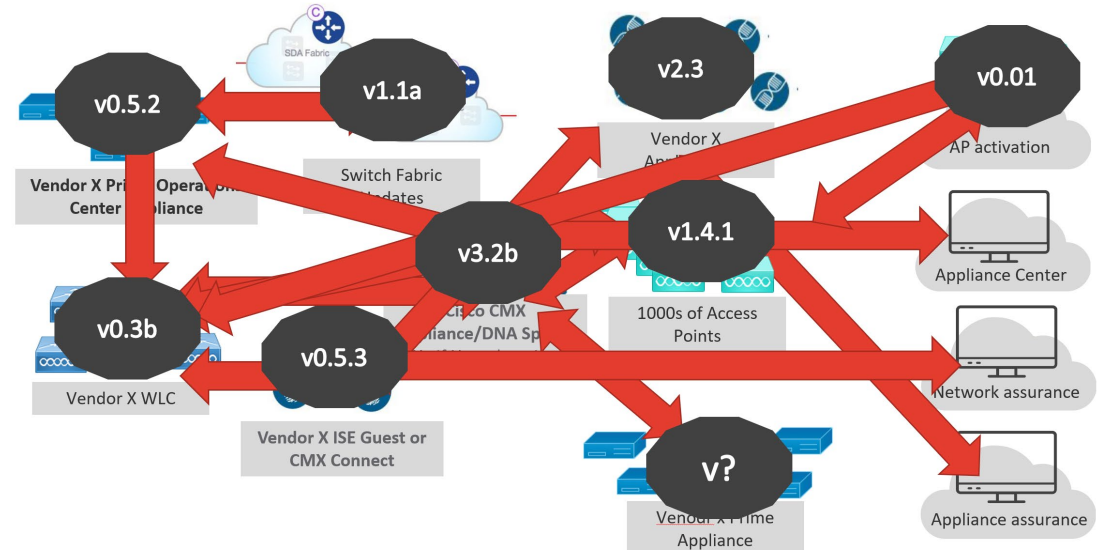 C
SDA Fabric
v0.5.2
v1.1a
v2.3
v0.01
Vendor X
AP activation
Switch Fabric
Vendor X
Center
v3.2b
v1.4.1
Appliance Center
v0.3b
Cisco CMX
1000s of Access
Points
v0.5.3
Vendor X WLC
Network assurance
Vendor X ISE Guest or
CMX Connect
v?
Appliance assurance
Vendor X Prime
Appliance